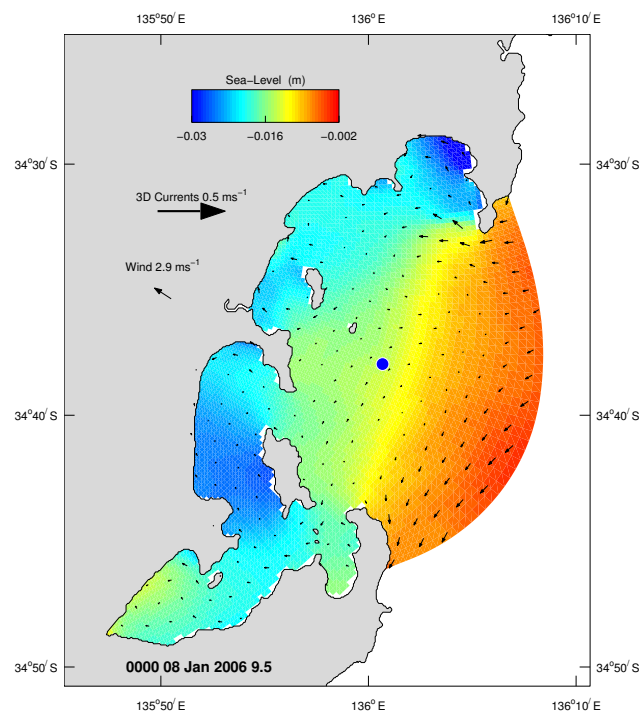 135°50′ E 136°E 136°10′ E
Sea−Level (m)
−0.03 −0.016 −0.002
34°30′ S 34°30′ S
3D Currents 0.5 ms⁻¹
Wind 2.9 ms⁻¹
34°40′ S 34°40′ S
34°50′ S 34°50′ S
0000 08 Jan 2006 9.5
135°50′ E 136°E 136°10′ E